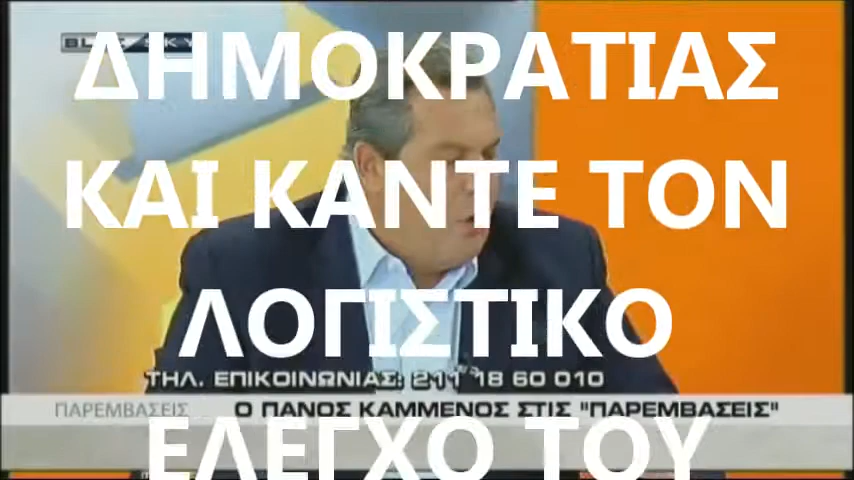 ΔΗΜΟΚΡΑΤΙΑΣ
ΚΑΙ ΚΑΝΤΕ ΤΟΝ
ΛΟΓΙΣΤΙΚΟ
ΤΗΛ. ΕΠΙΚΟΙΝΩΝΙΑΣ: 211 18 60 010
ΠΑΡΕΜΒΑΣΕΙΣ Ο ΠΑΝΟΣ ΚΑΜΜΕΝΟΣ ΣΤΙΣ "ΠΑΡΕΜΒΑΣΕΙΣ"
ΕΛΕΓΧΟ ΤΟΥ